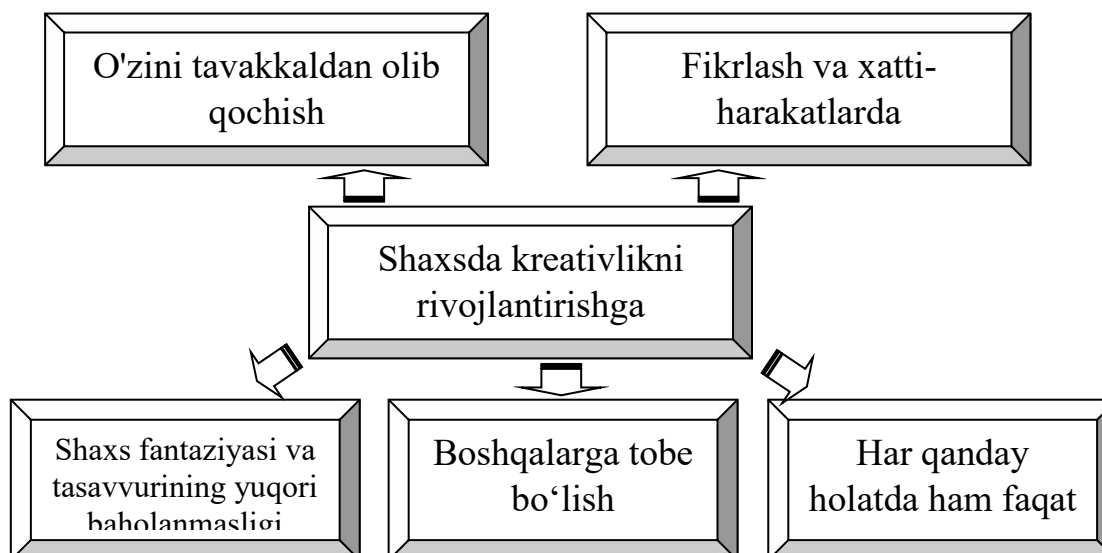 O'zini tavakkaldan olib
qochish
Fikrlash va xatti-
harakatlarda
Shaxsda kreativlikni
rivojlantirishga
Shaxs fantaziyasi va
tasavvurining yuqori
baholanmasligi
Boshqalarga tobe
bo‘lish
Har qanday
holatda ham faqat